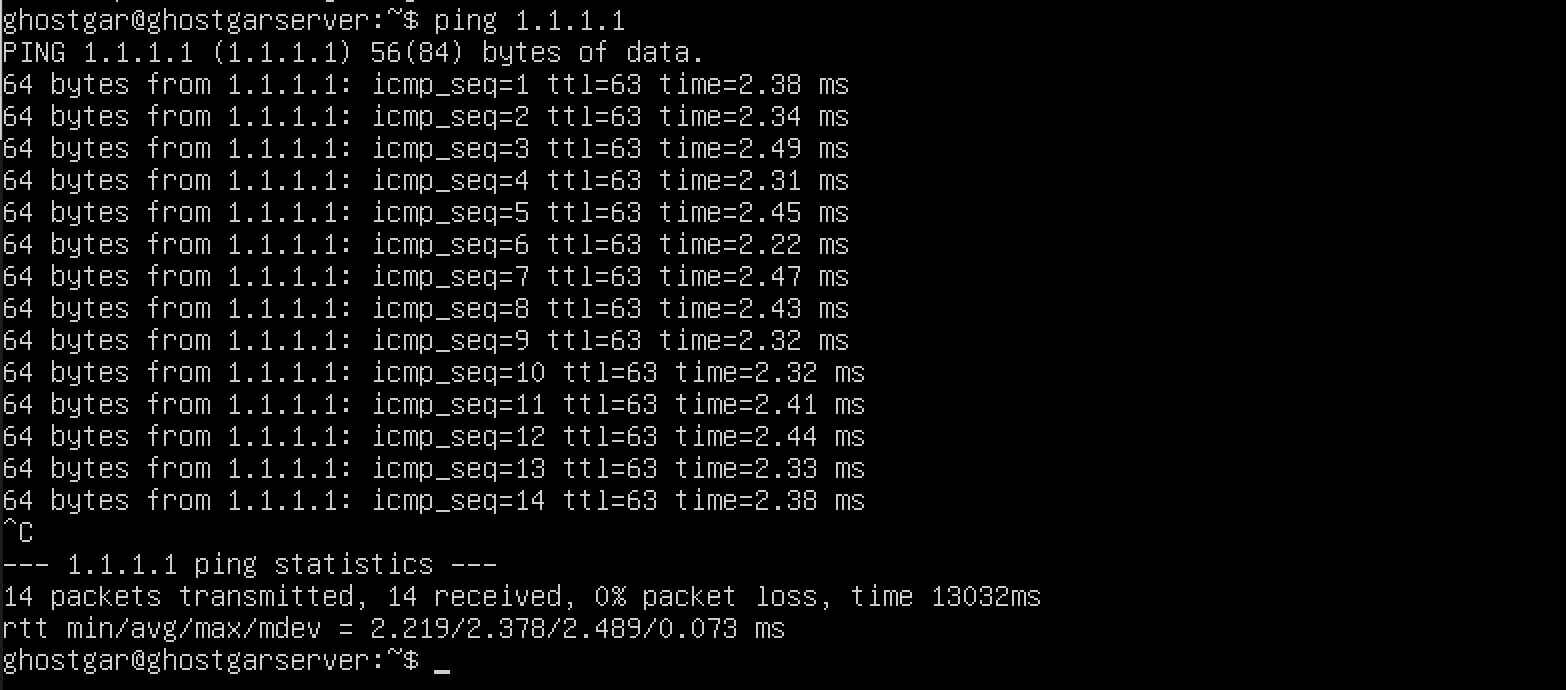 ghostgar@ghostgarserver:~$ ping 1.1.1.1
PING 1.1.1.1 (1.1.1.1) 56(84) bytes of data.
64 bytes from 1.1.1.1: icmp_seq=1 ttl=63 time=2.38 ms
64 bytes from 1.1.1.1: icmp_seq=2 ttl=63 time=2.34 ms
64 bytes from 1.1.1.1: icmp_seq=3 ttl=63 time=2.49 ms
64 bytes from 1.1.1.1: icmp_seq=4 ttl=63 time=2.31 ms
64 bytes from 1.1.1.1: icmp_seq=5 ttl=63 time=2.45 ms
64 bytes from 1.1.1.1: icmp_seq=6 ttl=63 time=2.22 ms
64 bytes from 1.1.1.1: icmp_seq=7 ttl=63 time=2.47 ms
64 bytes from 1.1.1.1: icmp_seq=8 ttl=63 time=2.43 ms
64 bytes from 1.1.1.1: icmp_seq=9 ttl=63 time=2.32 ms
64 bytes from 1.1.1.1: icmp_seq=10 ttl=63 time=2.32 ms
64 bytes from 1.1.1.1: icmp_seq=11 ttl=63 time=2.41 ms
64 bytes from 1.1.1.1: icmp_seq=12 ttl=63 time=2.44 ms
64 bytes from 1.1.1.1: icmp_seq=13 ttl=63 time=2.33 ms
64 bytes from 1.1.1.1: icmp_seq=14 ttl=63 time=2.38 ms
^C
--- 1.1.1.1 ping statistics ---
14 packets transmitted, 14 received, 0% packet loss, time 13032ms
rtt min/avg/max/mdev = 2.219/2.378/2.489/0.073 ms
ghostgar@ghostgarserver:~$ _